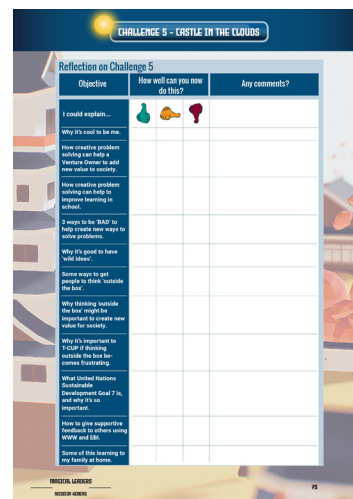 CHALLENGE 5 - CASTLE IN THE CLOUDS
Reflection on Challenge 5
Objective
How well can you now
do this?
Any comments?
I could explain...
Why it's cool to be me.
How creative problem
solving can help a
Venture Owner to add
new value to society.
How creative problem
solving can help to
improve learning in
school.
3 ways to be 'BAD' to
help create new ways to
solve problems.
Why it's good to have
'wild ideas'.
Some ways to get
people to think 'outside
the box'.
Why thinking 'outside
the box' might be
important to create new
value for society.
Why it's important to
T-CUP if thinking
outside the box be-
comes frustrating.
What United Nations
Sustainable
Development Goal 7 is,
and why it's so
important.
How to give supportive
feedback to others using
WWW and EBI.
Some of this learning to
my family at home.
MAGICAL LEADERS